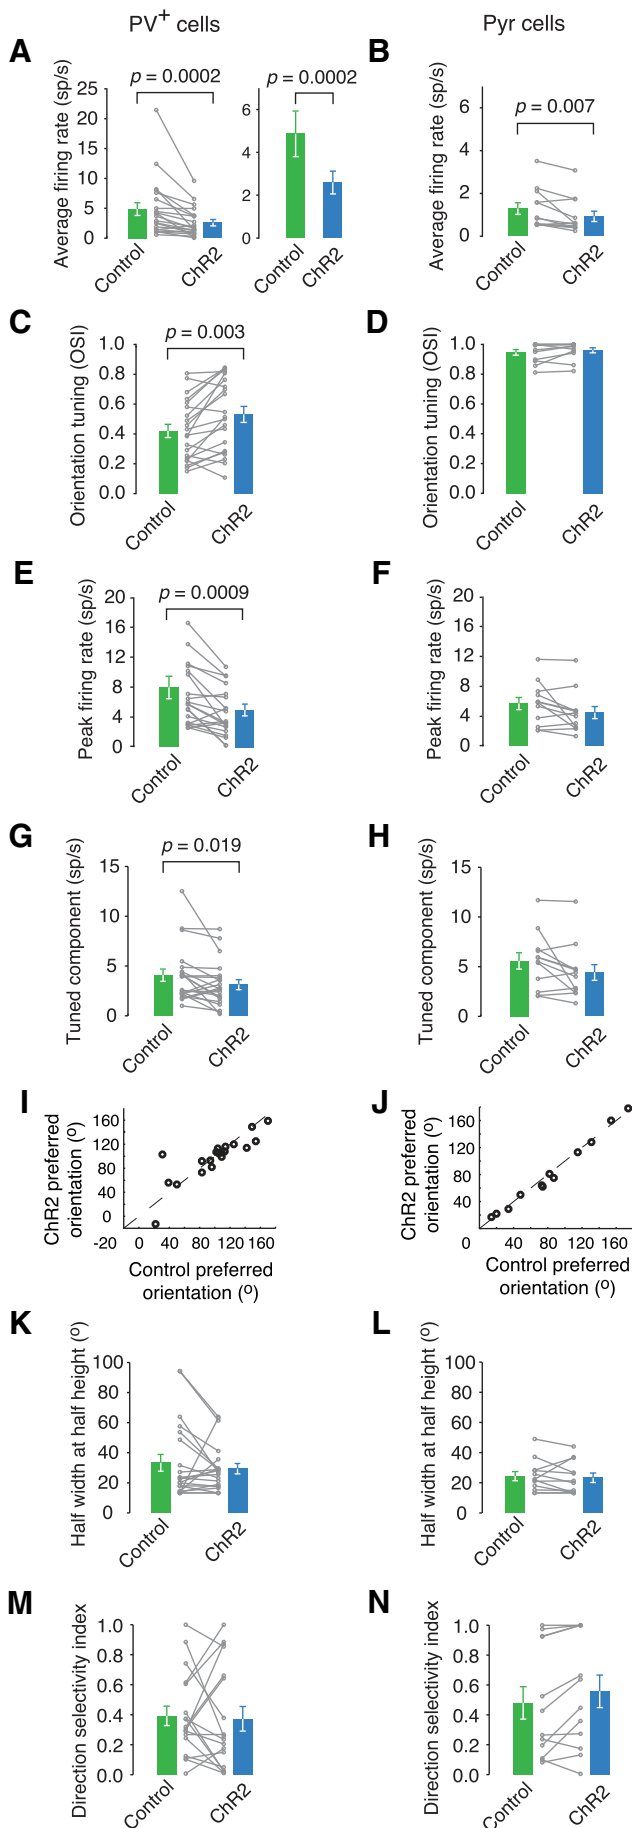 PV+ cells
Pyr cells
A
Average firing rate (sp/s)
25
20
15
10
5
0
p = 0.0002
Control
ChR2
6
4
2
0
p = 0.0002
Control
ChR2
B
Average firing rate (sp/s)
6
4
2
0
p = 0.007
Control
ChR2
C
Orientation tuning (OSI)
1.0
0.8
0.6
0.4
0.2
0.0
p = 0.003
Control
ChR2
D
Orientation tuning (OSI)
1.0
0.8
0.6
0.4
0.2
0.0
Control
ChR2
E
Peak firing rate (sp/s)
20
16
12
8
4
0
p = 0.0009
Control
ChR2
F
Peak firing rate (sp/s)
20
16
12
8
4
0
Control
ChR2
G
Tuned component (sp/s)
15
10
5
0
p = 0.019
Control
ChR2
H
Tuned component (sp/s)
15
10
5
0
Control
ChR2
I
ChR2 preferred
orientation (o)
160
120
80
40
0
-20 0 40 80 120 160
Control preferred
orientation (o)
J
ChR2 preferred
orientation (o)
160
120
80
40
0 40 80 120 160
Control preferred
orientation (o)
K
Half width at half height (o)
100
80
60
40
20
0
Control
ChR2
L
Half width at half height (o)
100
80
60
40
20
0
Control
ChR2
M
Direction selectivity index
1.0
0.8
0.6
0.4
0.2
0.0
Control
ChR2
N
Direction selectivity index
1.0
0.8
0.6
0.4
0.2
0.0
Control
ChR2